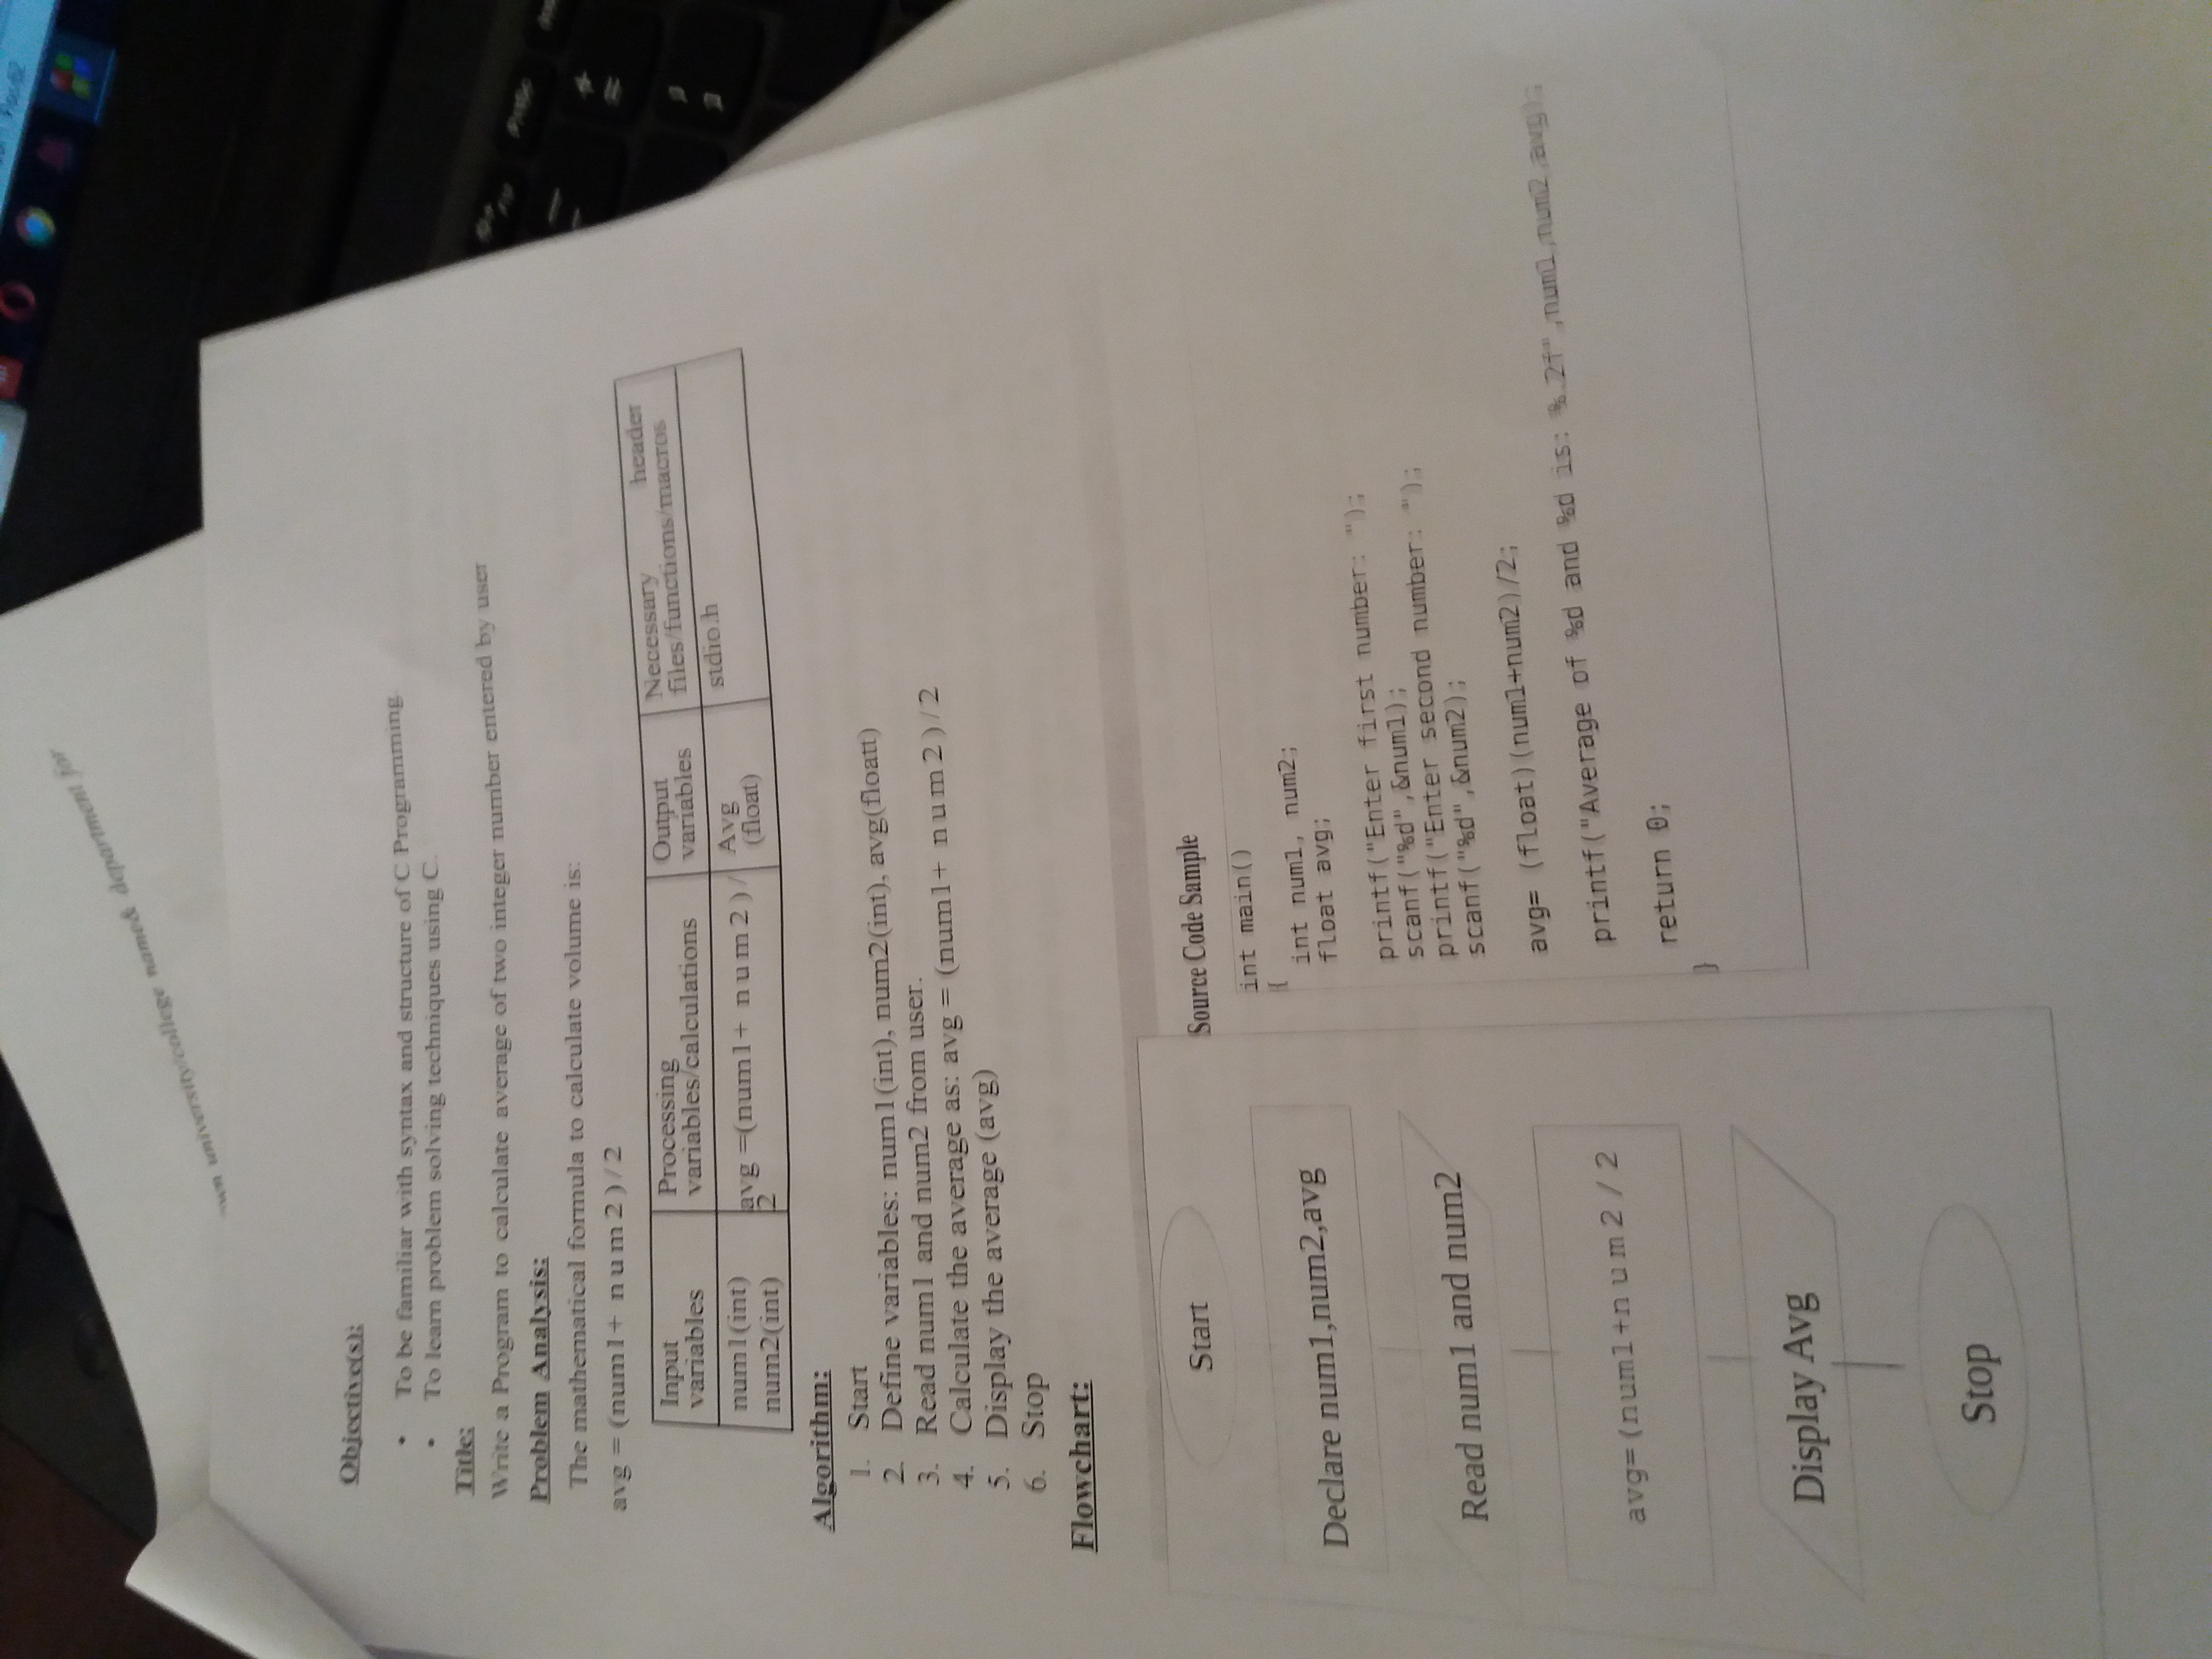 own university/college name& department for
Objective(s):
• To be familiar with syntax and structure of C Programming
• To learn problem solving techniques using C.
Title:
Write a Program to calculate average of two integer number entered by user
Problem Analysis:
The mathematical formula to calculate volume is:
avg = (num1+ n u m 2 ) / 2
Input variables
Processing variables/calculations
Output variables
Necessary header files/functions/macros
num1(int)
num2(int)
avg =(num1+ n u m 2 ) / 2
Avg
(float)
stdio.h
Algorithm:
1. Start
2. Define variables: num1(int), num2(int), avg(floatt)
3. Read num1 and num2 from user.
4. Calculate the average as: avg = (num1+ n u m 2 ) / 2
5. Display the average (avg)
6. Stop
Flowchart:
Start
Declare num1,num2,avg
Read num1 and num2
avg=(num1+n u m 2 / 2
Display Avg
Stop
Source Code Sample
int main()
{
int num1, num2;
float avg;
printf("Enter first number: ");
scanf("%d",&num1);
printf("Enter second number: ");
scanf("%d",&num2);
avg= (float)(num1+num2)/2;
printf("Average of %d and %d is: %.2f",num1,num2,avg);
return 0;
}